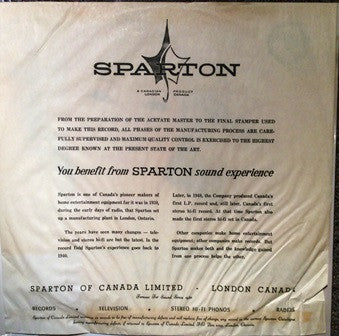 SPARTON
A CANADIAN PRODUCT
LONDON CANADA
FROM THE PREPARATION OF THE ACETATE MASTER TO THE FINAL STAMPER USED
TO MAKE THIS RECORD, ALL PHASES OF THE MANUFACTURING PROCESS ARE CARE-
FULLY SUPERVISED AND MAXIMUM QUALITY CONTROL IS EXERCISED TO THE HIGHEST
DEGREE KNOWN AT THE PRESENT STATE OF THE ART.
You benefit from SPARTON sound experience
Sparton is one of Canada's pioneer makers of
home entertainment equipment for it was in 1930,
during the early days of radio, that Sparton set
up a manufacturing plant in London, Ontario.
The years have seen many changes — tele-
vision and stereo hi-fi are but the latest. In the
record field Sparton's experience goes back to
1940.
Later, in 1948, the Company produced Canada's
first L.P. record and, still later, Canada's first
stereo hi-fi record. At that time Sparton also
made the first stereo hi-fi set in Canada.
Other companies make home entertainment
equipment; other companies make records. But
Sparton makes both and the knowledge gained
from one process helps the other.
SPARTON OF CANADA LIMITED · LONDON CANADA
Famous For Sound Since 1930
RECORDS · TELEVISION · STEREO HI-FI PHONOS · RADIOS